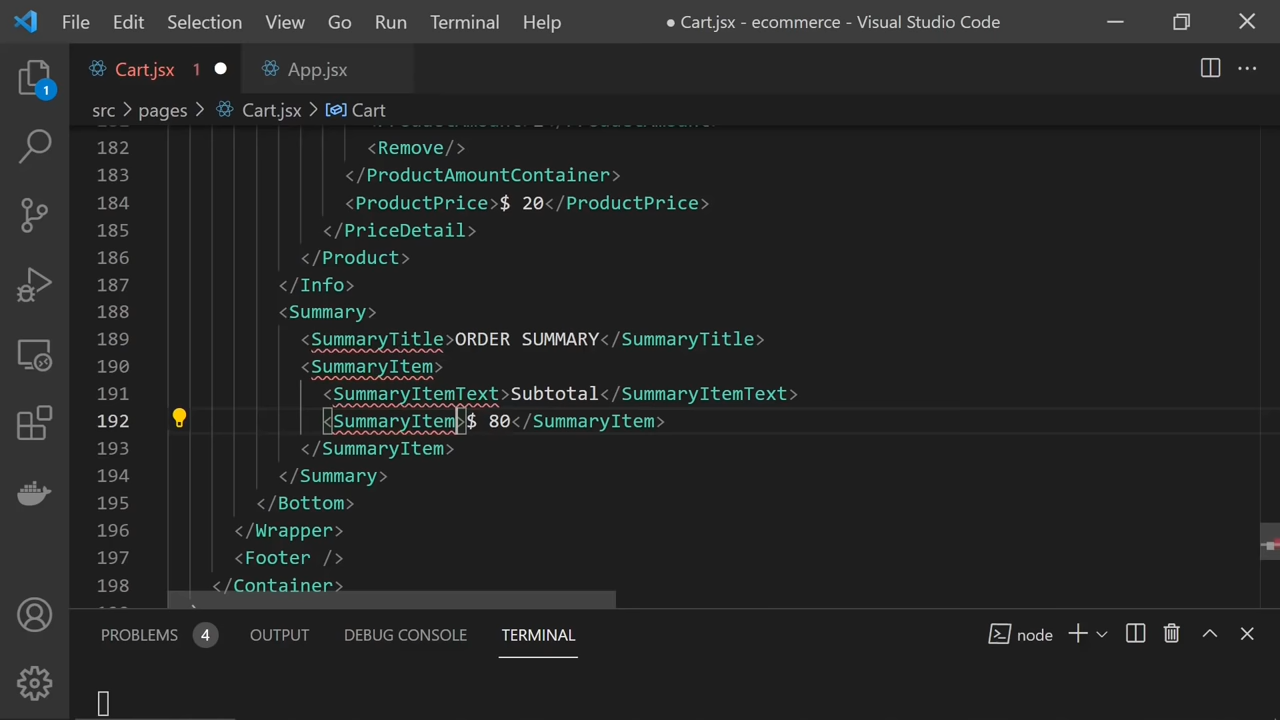 File Edit Selection View Go Run Terminal Help ● Cart.jsx - ecommerce - Visual Studio Code
Cart.jsx 1 ● App.jsx
src > pages > Cart.jsx > Cart
182 <Remove/>
183 </ProductAmountContainer>
184 <ProductPrice>$ 20</ProductPrice>
185 </PriceDetail>
186 </Product>
187 </Info>
188 <Summary>
189 <SummaryTitle>ORDER SUMMARY</SummaryTitle>
190 <SummaryItem>
191 <SummaryItemText>Subtotal</SummaryItemText>
192 <SummaryItem>$ 80</SummaryItem>
193 </SummaryItem>
194 </Summary>
195 </Bottom>
196 </Wrapper>
197 <Footer />
198 </Container>
PROBLEMS 4 OUTPUT DEBUG CONSOLE TERMINAL node
1